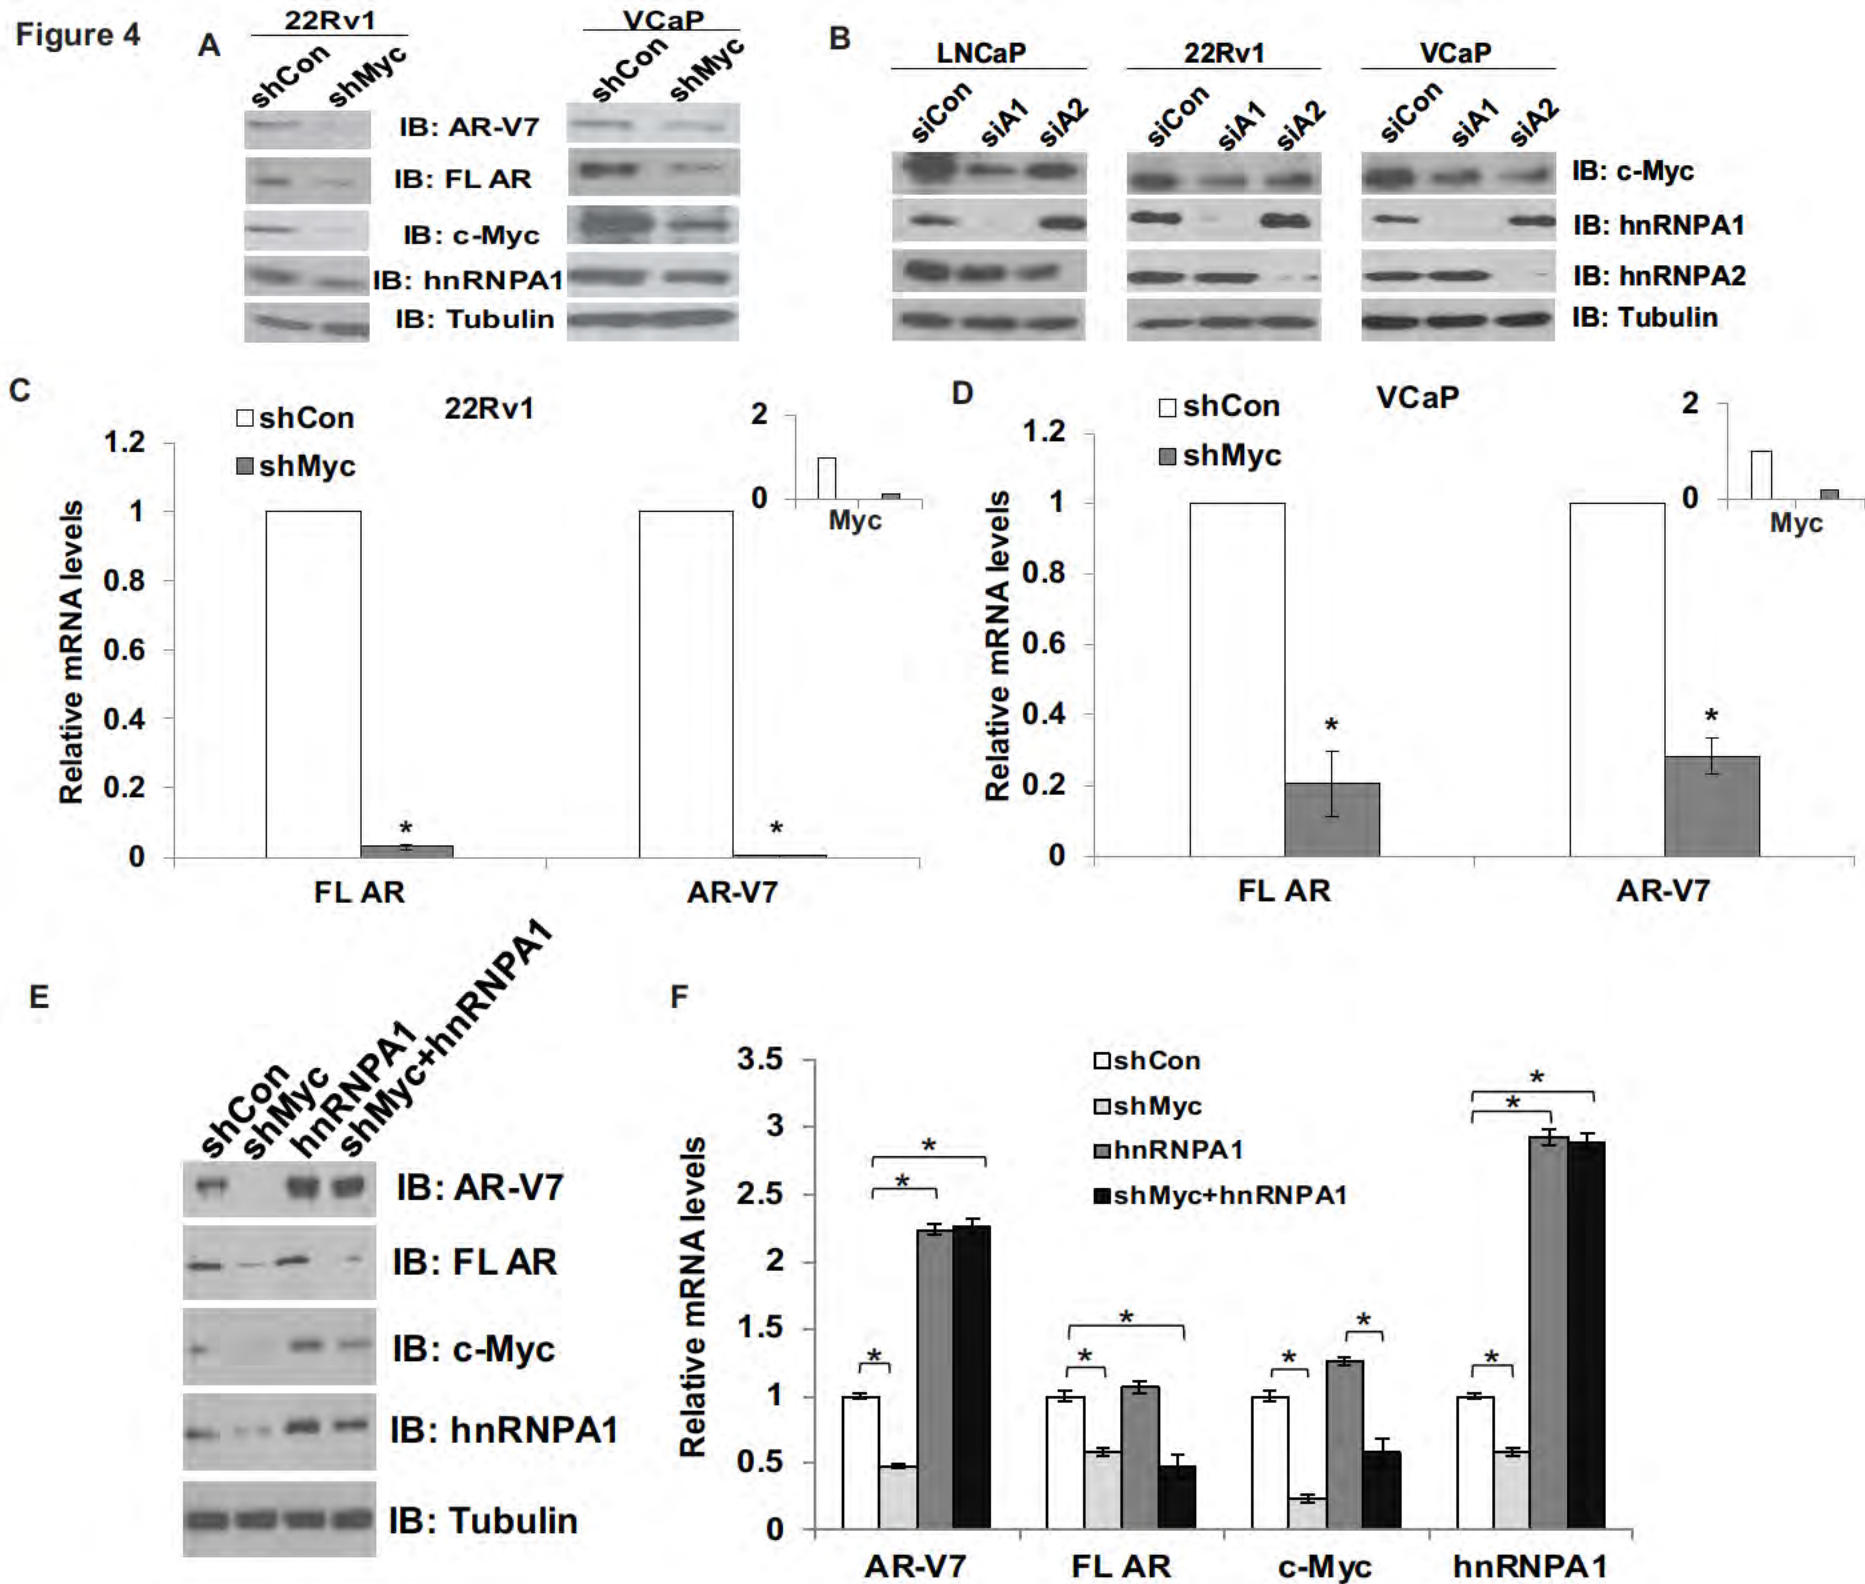 Figure 4
A
22Rv1
VCaP
shCon
shMyc
shCon
shMyc
IB: AR-V7
IB: FL AR
IB: c-Myc
IB: hnRNPA1
IB: Tubulin
B
LNCaP
22Rv1
VCaP
siCon
siA1
siA2
siCon
siA1
siA2
siCon
siA1
siA2
IB: c-Myc
IB: hnRNPA1
IB: hnRNPA2
IB: Tubulin
C
22Rv1
shCon
shMyc
Relative mRNA levels
1.2
1
0.8
0.6
0.4
0.2
0
*
*
FL AR
AR-V7
2
0
Myc
D
VCaP
shCon
shMyc
Relative mRNA levels
1.2
1
0.8
0.6
0.4
0.2
0
*
*
FL AR
AR-V7
2
0
Myc
E
shCon
shMyc
hnRNPA1
shMyc+hnRNPA1
IB: AR-V7
IB: FL AR
IB: c-Myc
IB: hnRNPA1
IB: Tubulin
F
shCon
shMyc
hnRNPA1
shMyc+hnRNPA1
Relative mRNA levels
3.5
3
2.5
2
1.5
1
0.5
0
*
*
*
*
*
*
*
*
*
*
AR-V7
FL AR
c-Myc
hnRNPA1